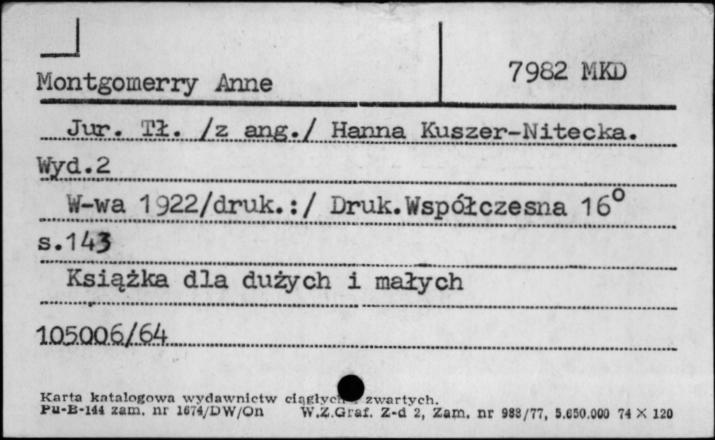 Montgomerry Anne
7982 MKD
Jur. Tł. /z ang./ Hanna Kuszer-Nitecka.
Wyd.2
W-wa 1922/druk.:/ Druk.Współczesna 16°
s.143
Książka dla dużych i małych
105006/64
Karta katalogowa wydawnictw ciągłych zwartych.
Pu-B-144 zam. nr 1674/DW/On W.Z.Graf. Z-d 2, Zam. nr 988/77, 5.650.000 74 X 120